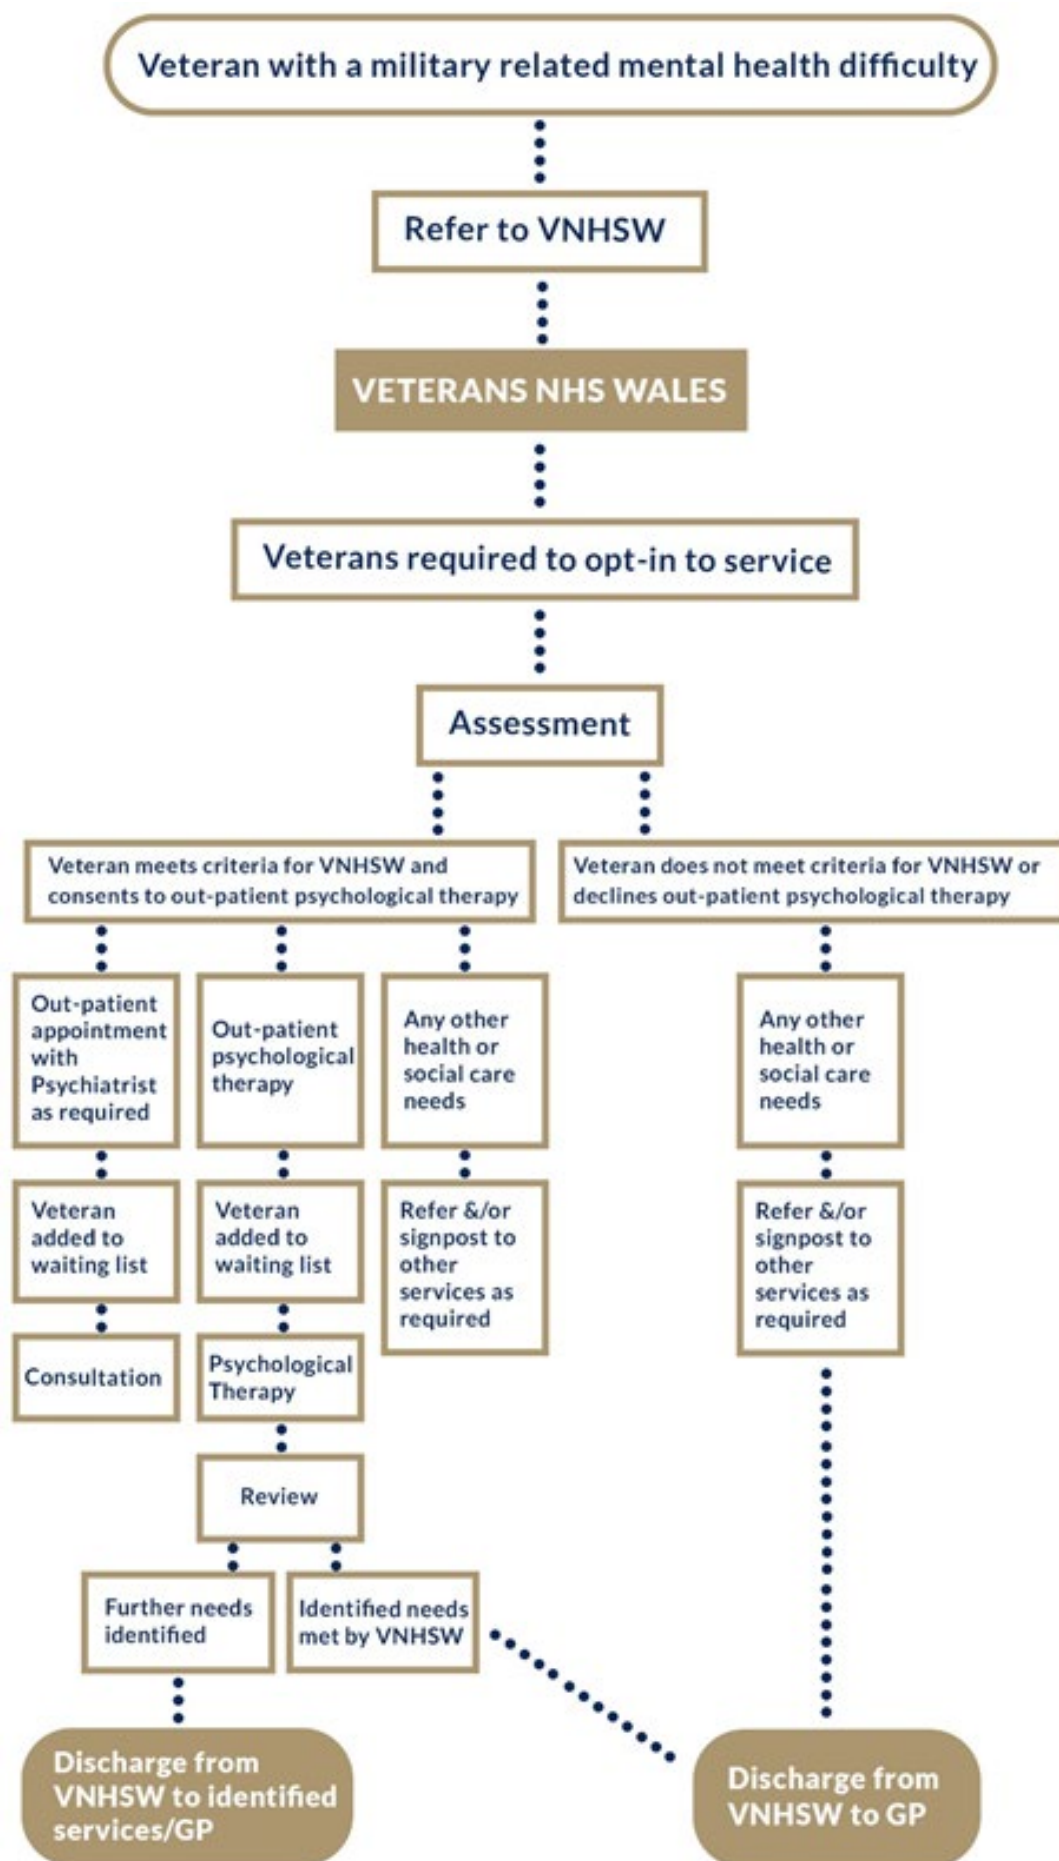 Veteran with a military related mental health difficulty
Refer to VNHSW
VETERANS NHS WALES
Veterans required to opt-in to service
Assessment
Veteran meets criteria for VNHSW and
consents to out-patient psychological therapy
Veteran does not meet criteria for VNHSW or
declines out-patient psychological therapy
Out-patient
appointment
with
Psychiatrist
as required
Out-patient
psychological
therapy
Any other
health or
social care
needs
Any other
health or
social care
needs
Veteran
added to
waiting list
Veteran
added to
waiting list
Refer &/or
signpost to
other
services as
required
Refer &/or
signpost to
other
services as
required
Consultation
Psychological
Therapy
Review
Further needs
identified
Identified needs
met by VNHSW
Discharge from
VNHSW to identified
services/GP
Discharge from
VNHSW to GP